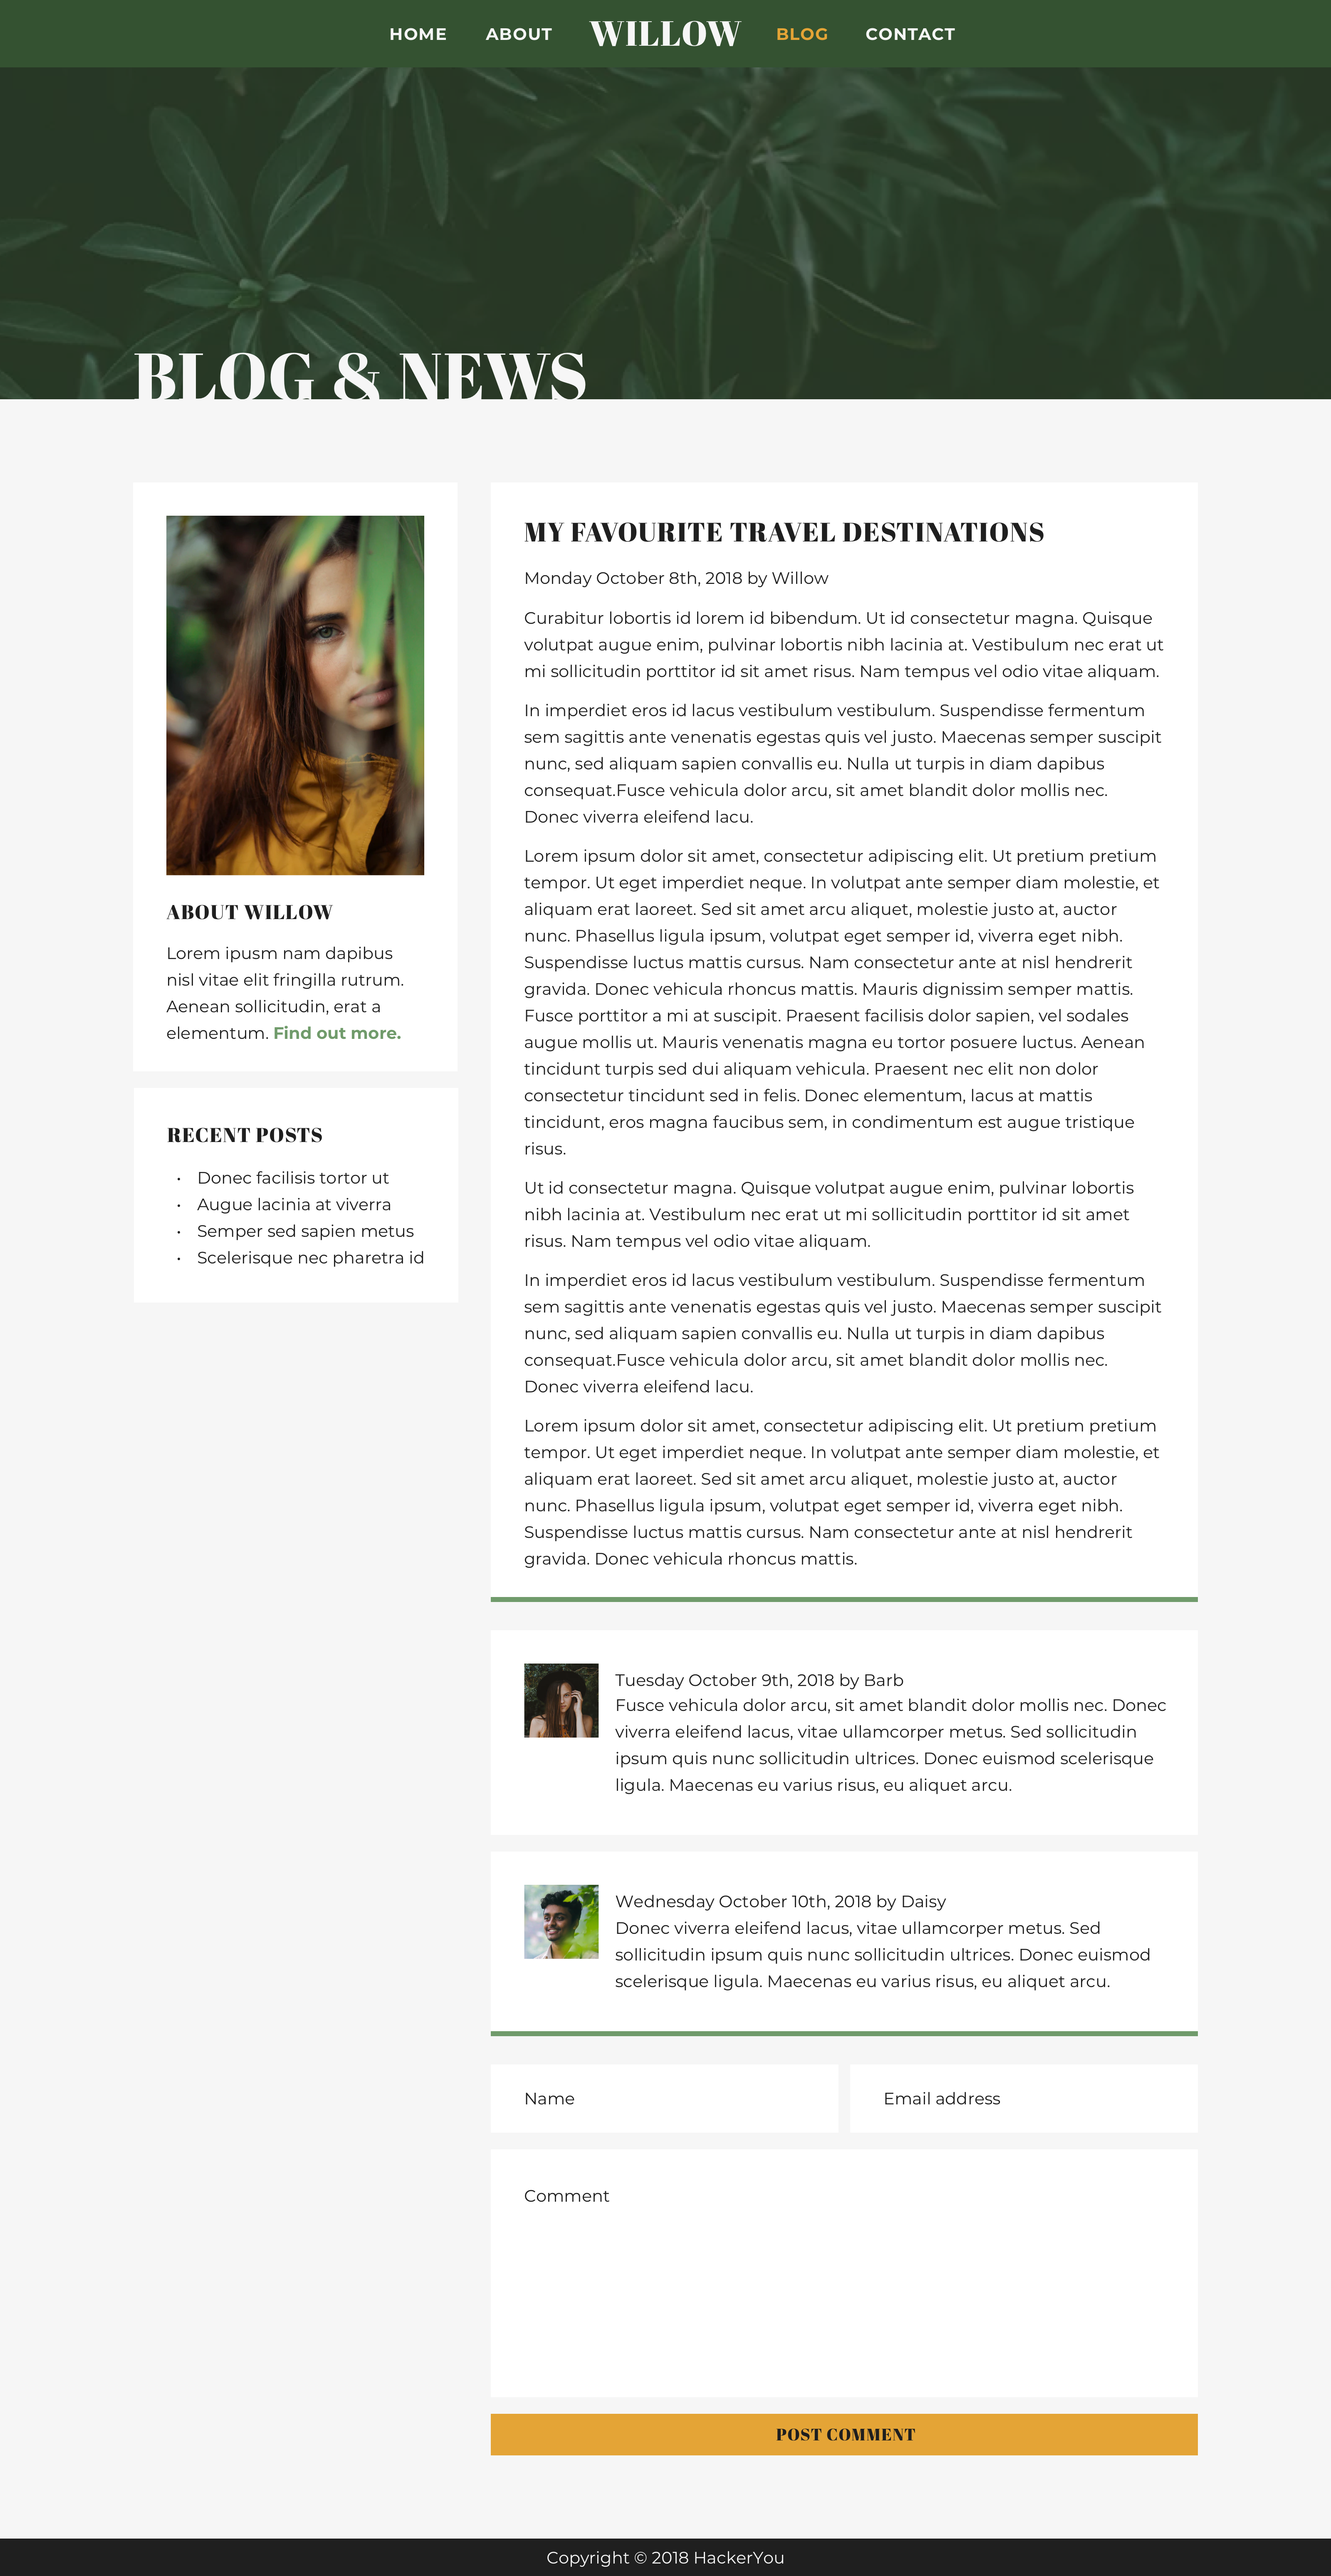 HOME ABOUT WILLOW BLOG CONTACT
BLOG & NEWS
ABOUT WILLOW
Lorem ipusm nam dapibus
nisl vitae elit fringilla rutrum.
Aenean sollicitudin, erat a
elementum. Find out more.
RECENT POSTS
• Donec facilisis tortor ut
• Augue lacinia at viverra
• Semper sed sapien metus
• Scelerisque nec pharetra id
MY FAVOURITE TRAVEL DESTINATIONS
Monday October 8th, 2018 by Willow
Curabitur lobortis id lorem id bibendum. Ut id consectetur magna. Quisque
volutpat augue enim, pulvinar lobortis nibh lacinia at. Vestibulum nec erat ut
mi sollicitudin porttitor id sit amet risus. Nam tempus vel odio vitae aliquam.
In imperdiet eros id lacus vestibulum vestibulum. Suspendisse fermentum
sem sagittis ante venenatis egestas quis vel justo. Maecenas semper suscipit
nunc, sed aliquam sapien convallis eu. Nulla ut turpis in diam dapibus
consequat.Fusce vehicula dolor arcu, sit amet blandit dolor mollis nec.
Donec viverra eleifend lacu.
Lorem ipsum dolor sit amet, consectetur adipiscing elit. Ut pretium pretium
tempor. Ut eget imperdiet neque. In volutpat ante semper diam molestie, et
aliquam erat laoreet. Sed sit amet arcu aliquet, molestie justo at, auctor
nunc. Phasellus ligula ipsum, volutpat eget semper id, viverra eget nibh.
Suspendisse luctus mattis cursus. Nam consectetur ante at nisl hendrerit
gravida. Donec vehicula rhoncus mattis. Mauris dignissim semper mattis.
Fusce porttitor a mi at suscipit. Praesent facilisis dolor sapien, vel sodales
augue mollis ut. Mauris venenatis magna eu tortor posuere luctus. Aenean
tincidunt turpis sed dui aliquam vehicula. Praesent nec elit non dolor
consectetur tincidunt sed in felis. Donec elementum, lacus at mattis
tincidunt, eros magna faucibus sem, in condimentum est augue tristique
risus.
Ut id consectetur magna. Quisque volutpat augue enim, pulvinar lobortis
nibh lacinia at. Vestibulum nec erat ut mi sollicitudin porttitor id sit amet
risus. Nam tempus vel odio vitae aliquam.
In imperdiet eros id lacus vestibulum vestibulum. Suspendisse fermentum
sem sagittis ante venenatis egestas quis vel justo. Maecenas semper suscipit
nunc, sed aliquam sapien convallis eu. Nulla ut turpis in diam dapibus
consequat.Fusce vehicula dolor arcu, sit amet blandit dolor mollis nec.
Donec viverra eleifend lacu.
Lorem ipsum dolor sit amet, consectetur adipiscing elit. Ut pretium pretium
tempor. Ut eget imperdiet neque. In volutpat ante semper diam molestie, et
aliquam erat laoreet. Sed sit amet arcu aliquet, molestie justo at, auctor
nunc. Phasellus ligula ipsum, volutpat eget semper id, viverra eget nibh.
Suspendisse luctus mattis cursus. Nam consectetur ante at nisl hendrerit
gravida. Donec vehicula rhoncus mattis.
Tuesday October 9th, 2018 by Barb
Fusce vehicula dolor arcu, sit amet blandit dolor mollis nec. Donec
viverra eleifend lacus, vitae ullamcorper metus. Sed sollicitudin
ipsum quis nunc sollicitudin ultrices. Donec euismod scelerisque
ligula. Maecenas eu varius risus, eu aliquet arcu.
Wednesday October 10th, 2018 by Daisy
Donec viverra eleifend lacus, vitae ullamcorper metus. Sed
sollicitudin ipsum quis nunc sollicitudin ultrices. Donec euismod
scelerisque ligula. Maecenas eu varius risus, eu aliquet arcu.
Name
Email address
Comment
POST COMMENT
Copyright © 2018 HackerYou